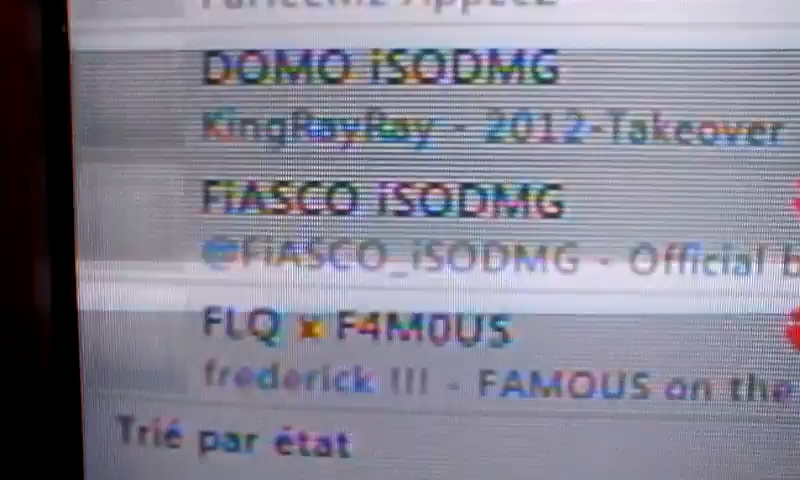 DOMO iSODMG
KingRayRay - 2012-Takeover
FiASCO iSODMG
@FiASCO_iSODMG - Official b
FLQ x F4M0US
frederick !!! - FAMOUS on the
Trié par état